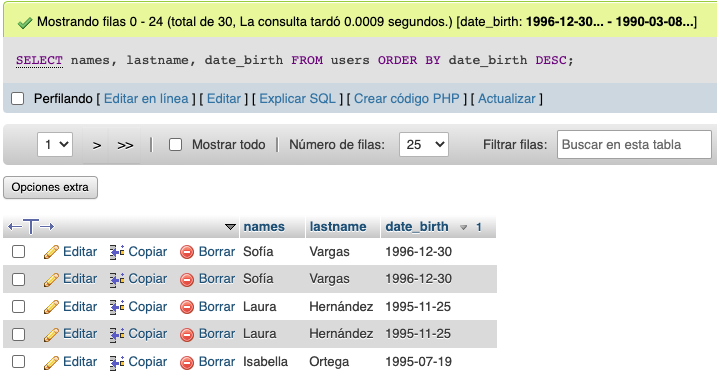 Mostrando filas 0 - 24 (total de 30, La consulta tardó 0.0009 segundos.) [date_birth: 1996-12-30... - 1990-03-08...]
SELECT names, lastname, date_birth FROM users ORDER BY date_birth DESC;
Perfilando [ Editar en línea ] [ Editar ] [ Explicar SQL ] [ Crear código PHP ] [ Actualizar ]
1 > >> | Mostrar todo | Número de filas: 25 Filtrar filas: Buscar en esta tabla
Opciones extra
←T→ names lastname date_birth 1
Editar Copiar Borrar Sofía Vargas 1996-12-30
Editar Copiar Borrar Sofía Vargas 1996-12-30
Editar Copiar Borrar Laura Hernández 1995-11-25
Editar Copiar Borrar Laura Hernández 1995-11-25
Editar Copiar Borrar Isabella Ortega 1995-07-19